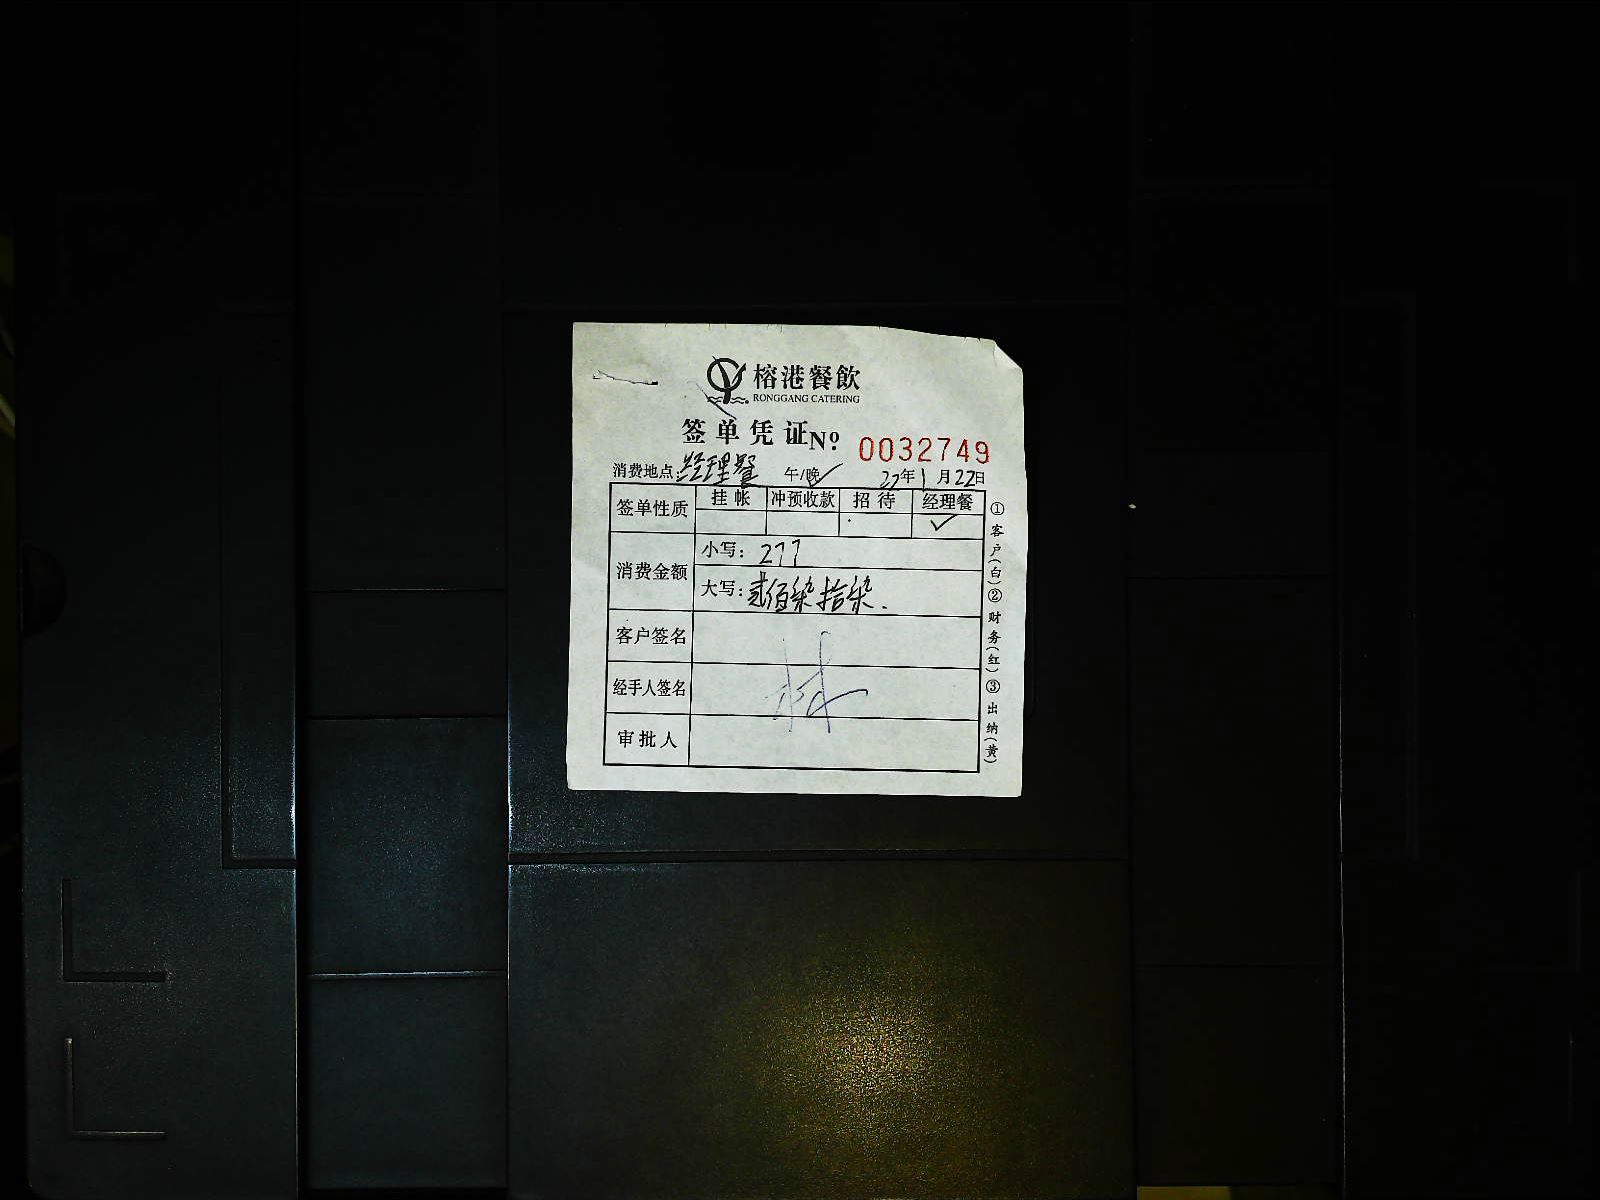 榕港餐飲
RONGGANG CATERING
签单凭证 Nº 0032749
消费地点:经理餐 午/晚✓ 27年1月22日
签单性质 挂帐 冲预收款 招待 经理餐
✓
消费金额 小写:277
大写:贰佰柒拾柒.
客户签名
经手人签名
审批人
①客户(白)②财务(红)③出纳(黄)